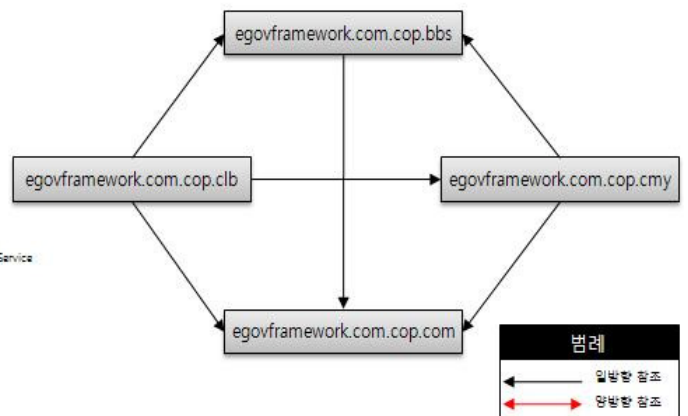 egovframework.com.cop.bbs
egovframework.com.cop.clb
egovframework.com.cop.cmy
Service
egovframework.com.cop.com
범례
일방향 참조
양방향 참조